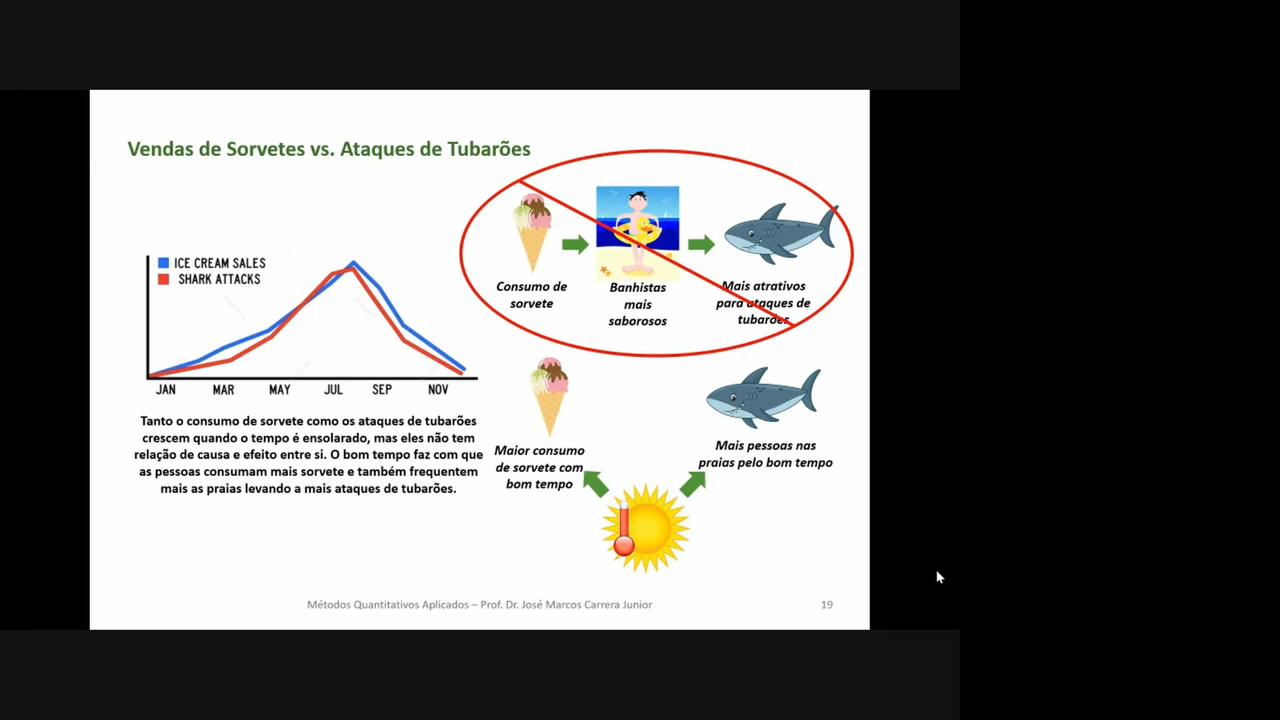 Vendas de Sorvetes vs. Ataques de Tubarões
ICE CREAM SALES
SHARK ATTACKS
JAN MAR MAY JUL SEP NOV
Tanto o consumo de sorvete como os ataques de tubarões
crescem quando o tempo é ensolarado, mas eles não tem
relação de causa e efeito entre si. O bom tempo faz com que
as pessoas consumam mais sorvete e também frequentem
mais as praias levando a mais ataques de tubarões.
Consumo de
sorvete
Banhistas
mais
saborosos
Mais atrativos
para ataques de
tubarões
Maior consumo
de sorvete com
bom tempo
Mais pessoas nas
praias pelo bom tempo
Métodos Quantitativos Aplicados – Prof. Dr. José Marcos Carrera Junior
19